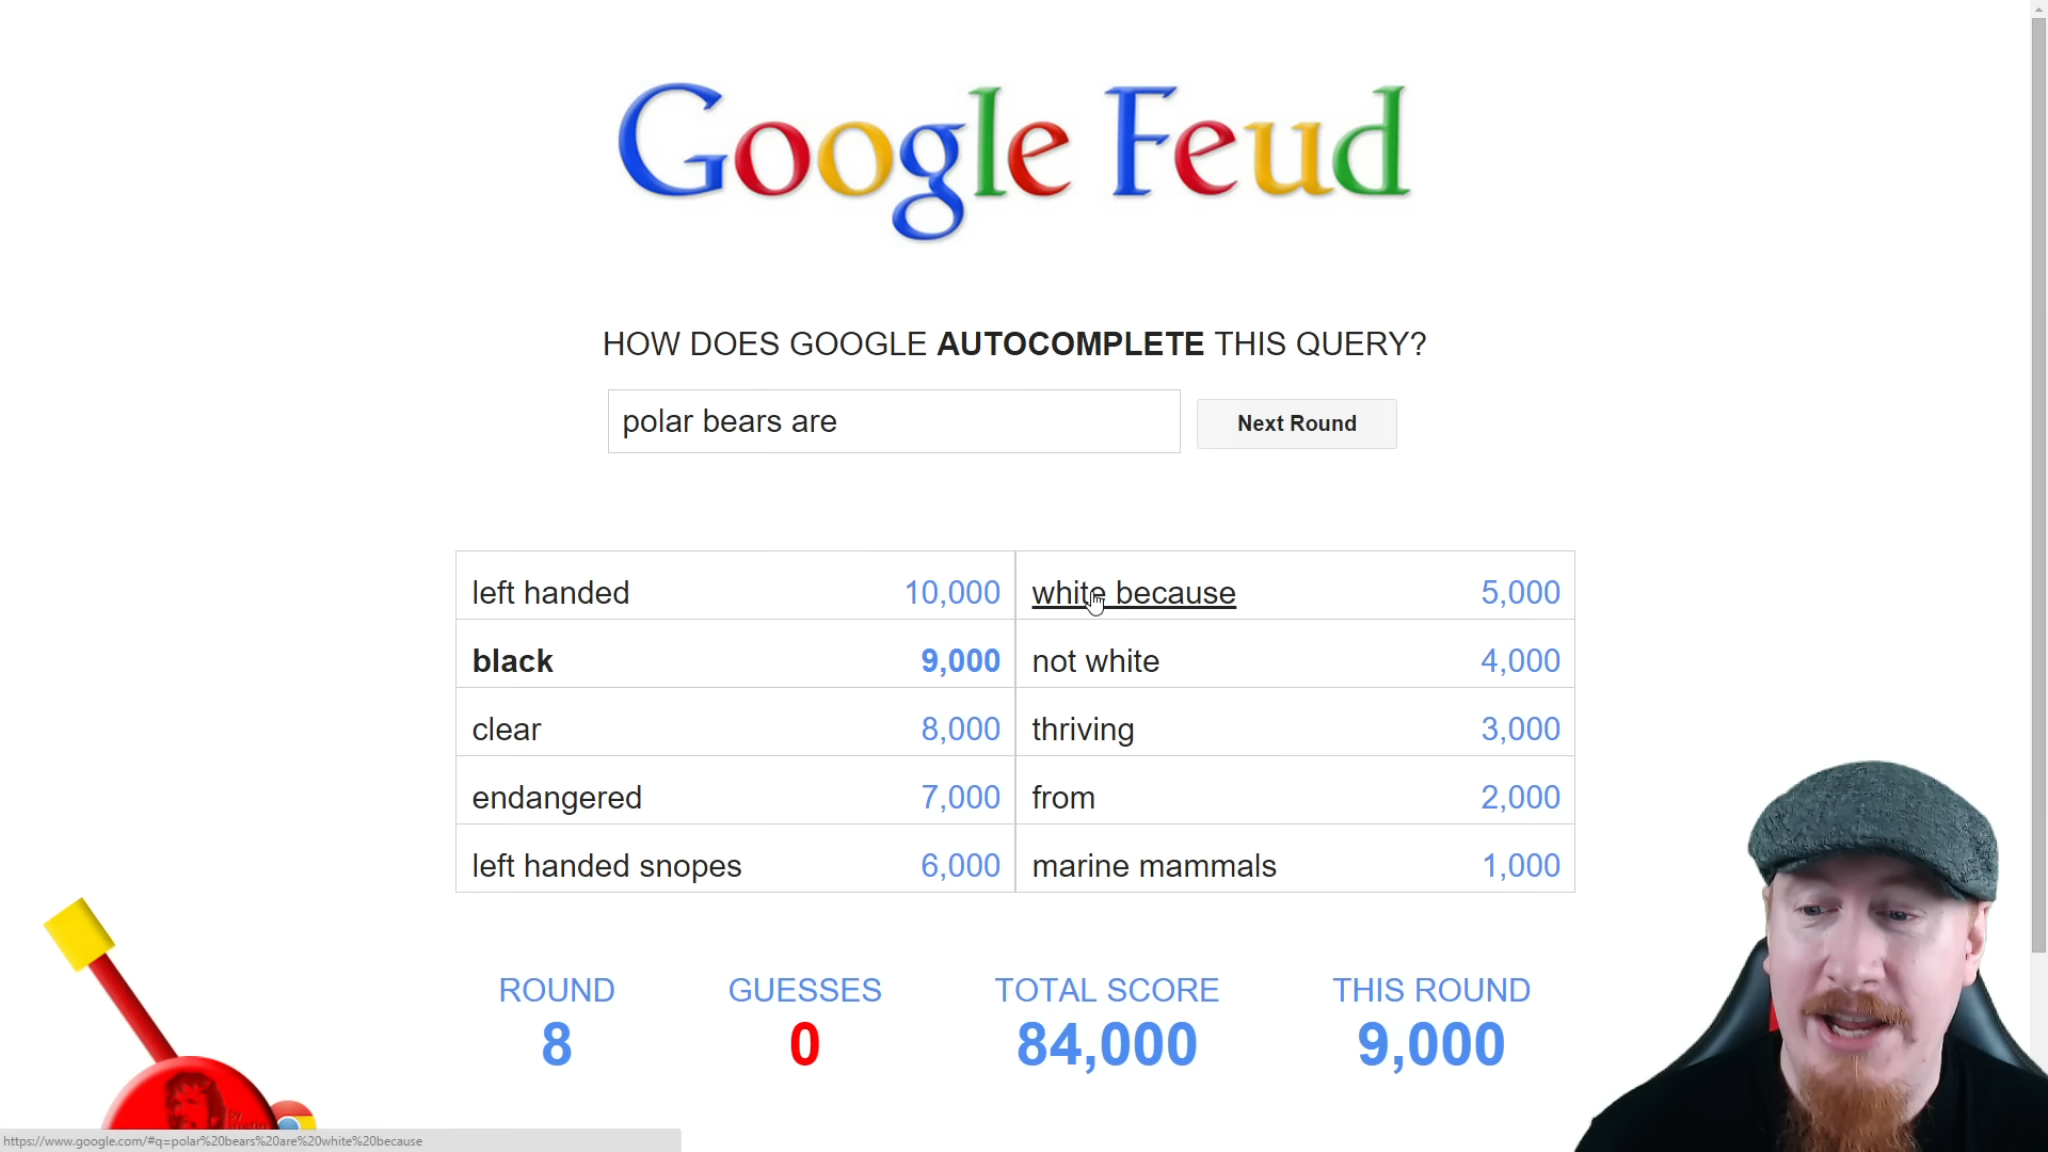 Google Feud
HOW DOES GOOGLE AUTOCOMPLETE THIS QUERY?
polar bears are
Next Round
left handed 10,000
white because 5,000
black 9,000
not white 4,000
clear 8,000
thriving 3,000
endangered 7,000
from 2,000
left handed snopes 6,000
marine mammals 1,000
ROUND GUESSES TOTAL SCORE THIS ROUND
8 0 84,000 9,000
by
https://www.google.com/#q=polar%20bears%20are%20white%20because